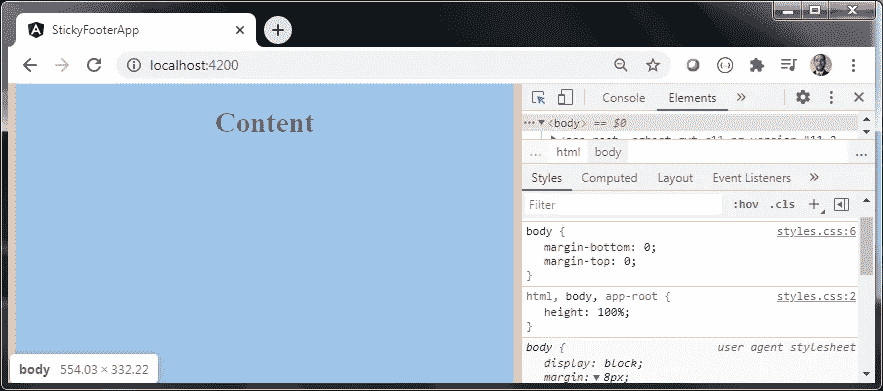 StickyFooterApp
localhost:4200
Content
body 554.03 × 332.22
Console Elements
<body> == $0
... html body ...
Styles Computed Layout Event Listeners
Filter :hov .cls
body {
styles.css:6
margin-bottom: 0;
margin-top: 0;
}
html, body, app-root {
styles.css:2
height: 100%;
}
body {
user agent stylesheet
display: block;
margin: 8px;